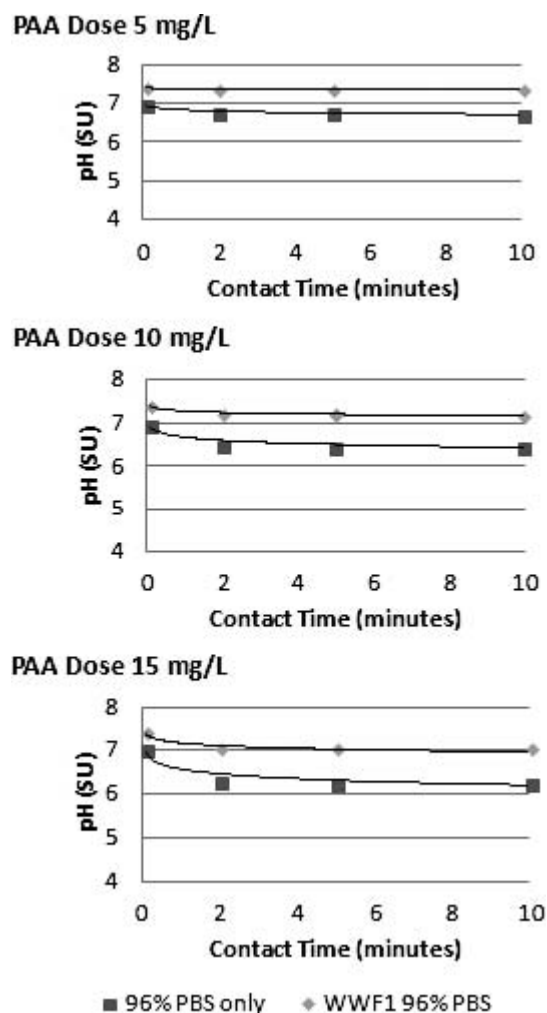 PAA Dose 5 mg/L
8
7
6
5
4
pH (SU)
0 2 4 6 8 10
Contact Time (minutes)
PAA Dose 10 mg/L
8
7
6
5
4
pH (SU)
0 2 4 6 8 10
Contact Time (minutes)
PAA Dose 15 mg/L
8
7
6
5
4
pH (SU)
0 2 4 6 8 10
Contact Time (minutes)
96% PBS only WWF1 96% PBS